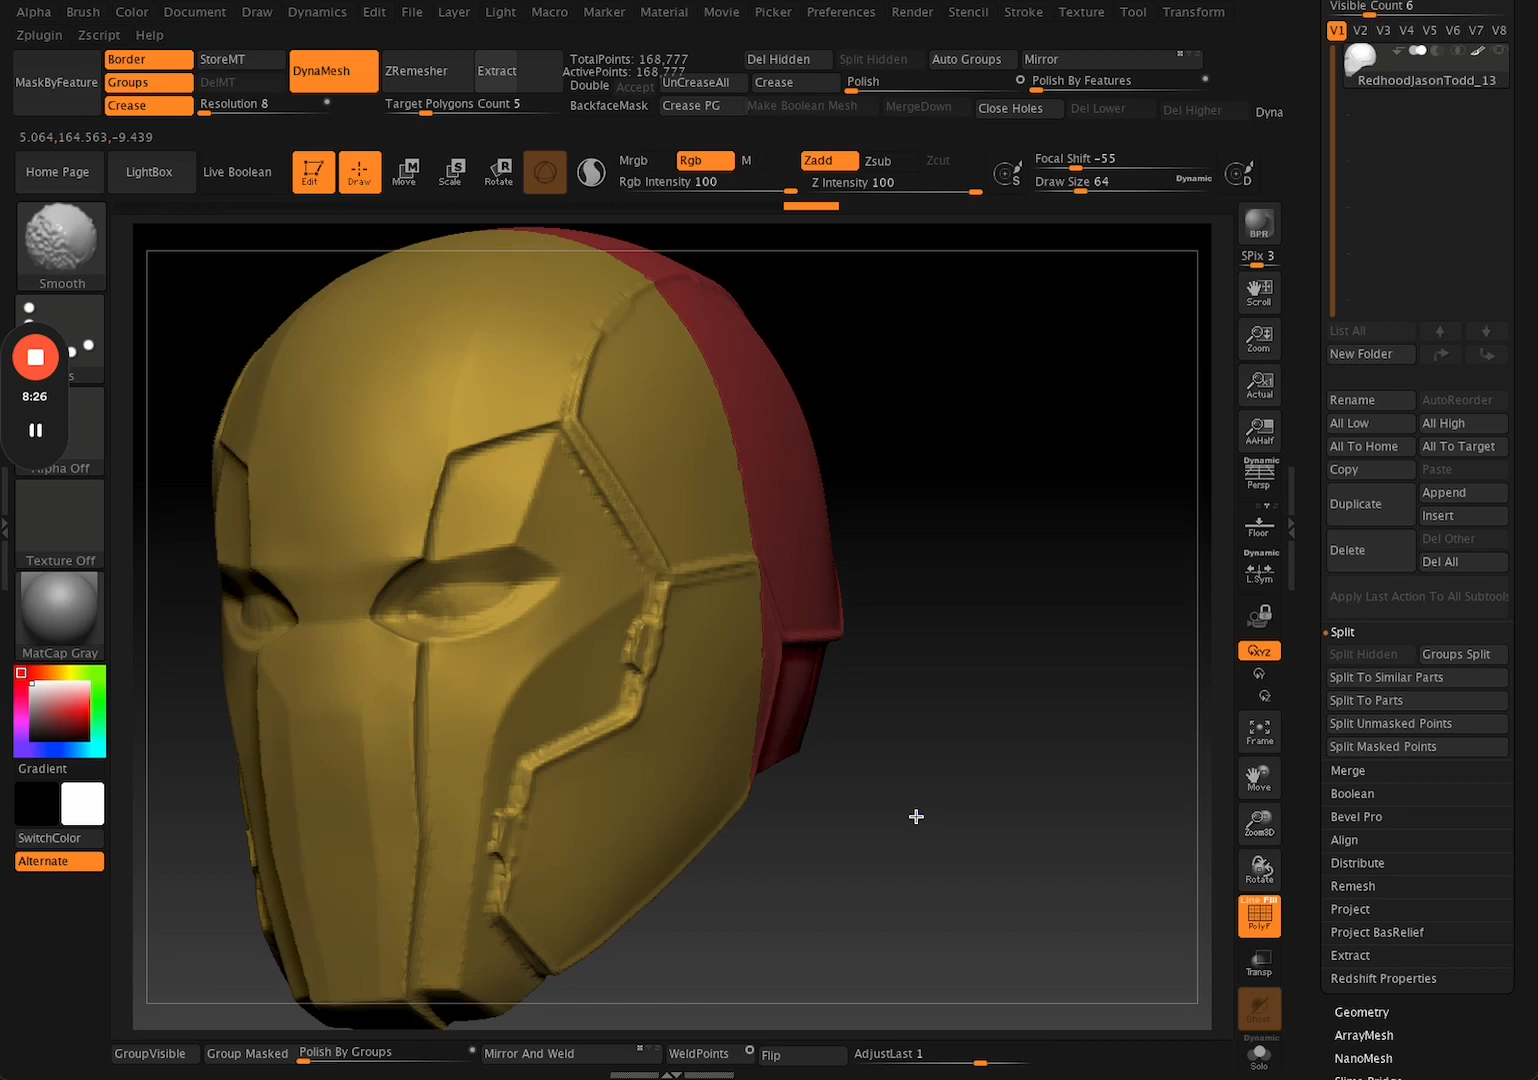 Alpha Brush Color Document Draw Dynamics Edit File Layer Light Macro Marker Material Movie Picker Preferences Render Stencil Stroke Texture Tool Transform
Zplugin Zscript Help
MaskByFeature
Border
Groups
Crease
StoreMT
DelMT
Resolution 8
DynaMesh
ZRemesher
Extract
Target Polygons Count 5
TotalPoints: 168,777
ActivePoints: 168,777
Double Accept
BackfaceMask
Del Hidden
Split Hidden
Auto Groups
Mirror
UnCreaseAll
Crease
Polish
Polish By Features
Crease PG
Make Boolean Mesh
MergeDown
Close Holes
Del Lower
Del Higher
Dyna
5.064,164.563,-9.439
Home Page
LightBox
Live Boolean
Edit
Draw
Move
Scale
Rotate
Mrgb
Rgb
M
Rgb Intensity 100
Zadd
Zsub
Zcut
Z Intensity 100
Focal Shift -55
Draw Size 64
Dynamic
Smooth
s
8:26
Alpha Off
Texture Off
MatCap Gray
Gradient
SwitchColor
Alternate
BPR
SPix 3
Scroll
Zoom
Actual
AAHalf
Dynamic
Persp
Floor
Dynamic
L.Sym
XYZ
Frame
Move
Zoom3D
Rotate
Line Fill
PolyF
Transp
Ghost
Dynamic
Solo
Visible Count 6
V1 V2 V3 V4 V5 V6 V7 V8
RedhoodJasonTodd_13
List All
New Folder
Rename
AutoReorder
All Low
All High
All To Home
All To Target
Copy
Paste
Duplicate
Append
Insert
Delete
Del Other
Del All
Apply Last Action To All Subtools
Split
Split Hidden
Groups Split
Split To Similar Parts
Split To Parts
Split Unmasked Points
Split Masked Points
Merge
Boolean
Bevel Pro
Align
Distribute
Remesh
Project
Project BasRelief
Extract
Redshift Properties
Geometry
ArrayMesh
NanoMesh
GroupVisible
Group Masked
Polish By Groups
Mirror And Weld
WeldPoints
Flip
AdjustLast 1